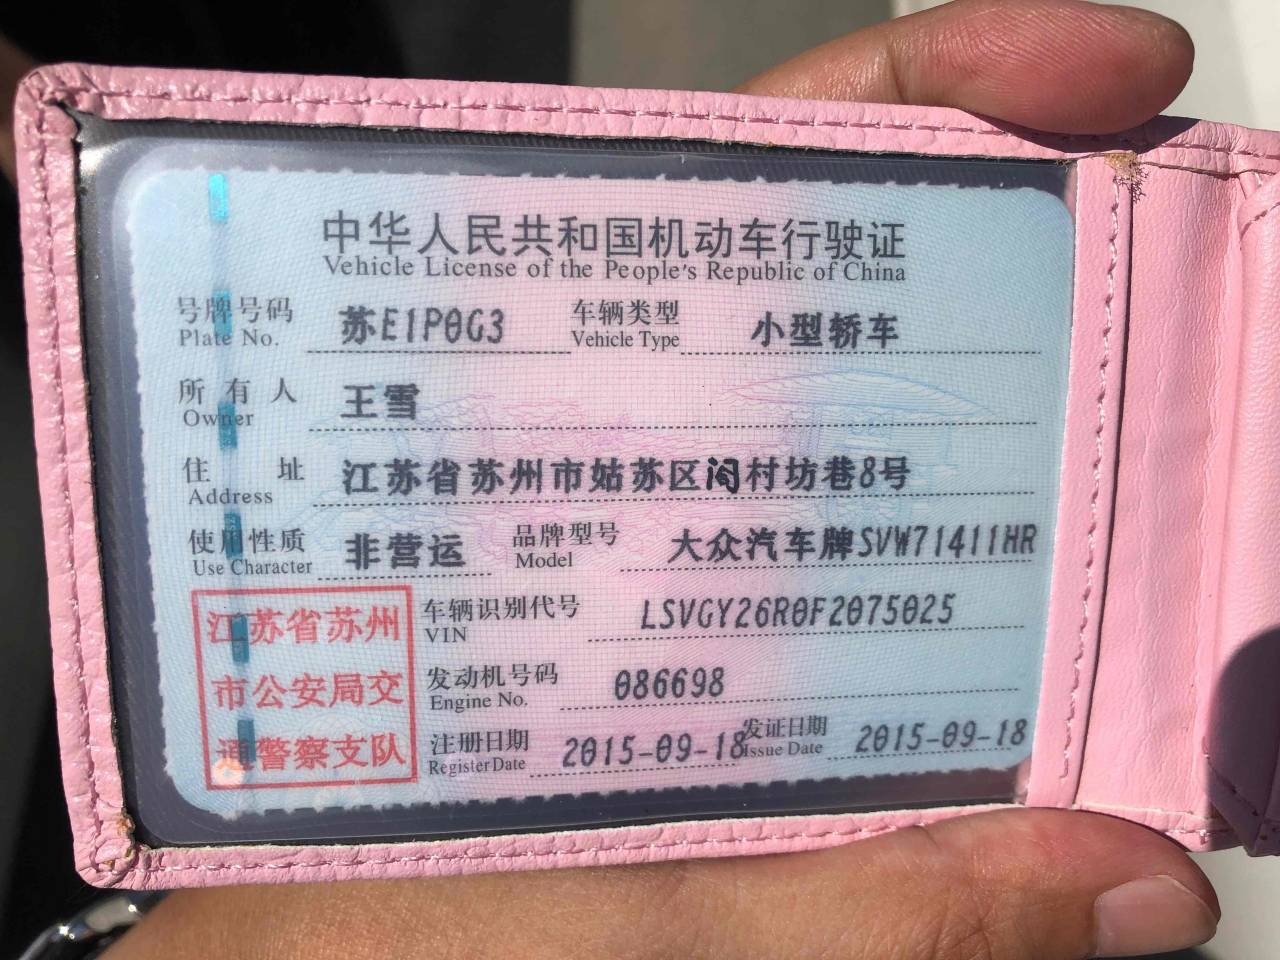 中华人民共和国机动车行驶证
Vehicle License of the People's Republic of China
号牌号码 苏E1P0G3 车辆类型 小型轿车
Plate No. Vehicle Type
所有人 王雪
Owner
住址 江苏省苏州市姑苏区闾村坊巷8号
Address
使用性质 非营运 品牌型号 大众汽车牌SVW71411HR
Use Character Model
江苏省苏州
市公安局交
通警察支队
车辆识别代号 LSVGY26R0F2075025
VIN
发动机号码 086698
Engine No.
注册日期 2015-09-18 发证日期 2015-09-18
Register Date Issue Date